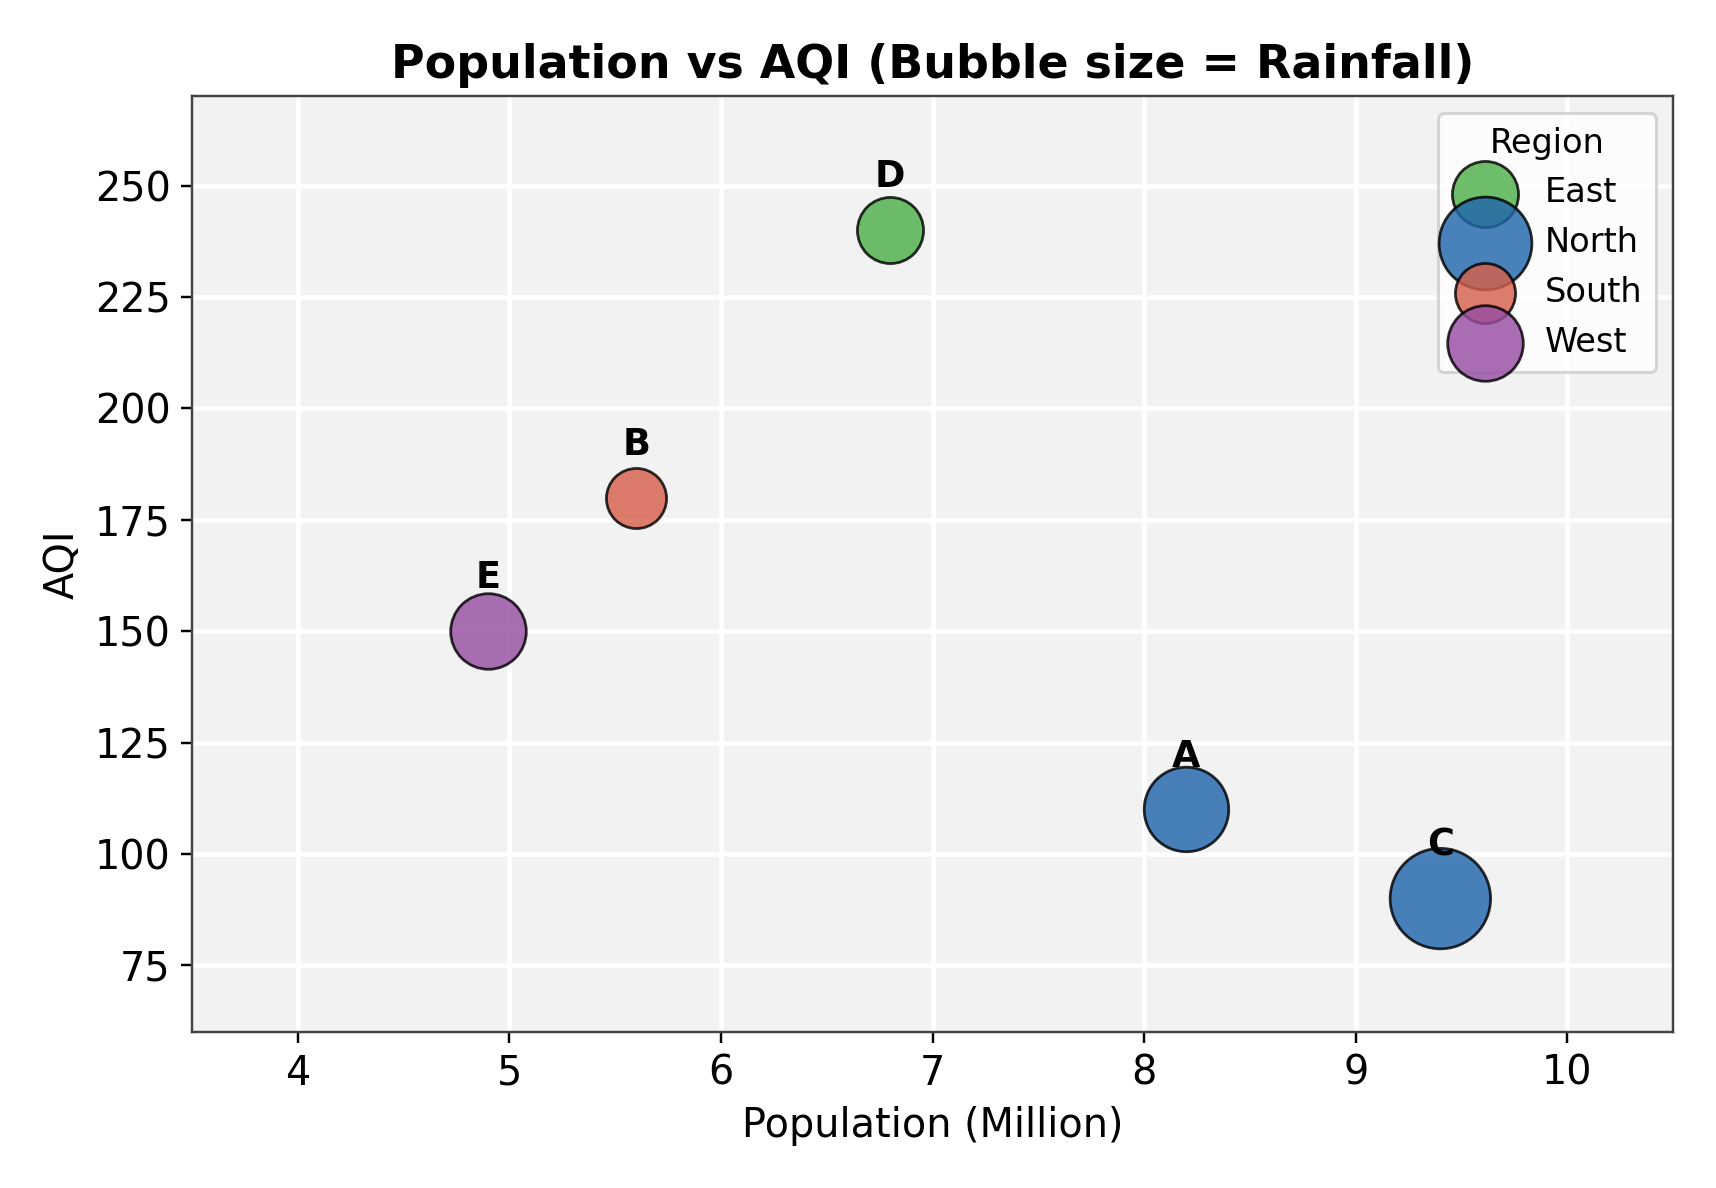 Population vs AQI (Bubble size = Rainfall)
Region
East
North
South
West
D
B
E
A
C
AQI
250
225
200
175
150
125
100
75
4 5 6 7 8 9 10
Population (Million)